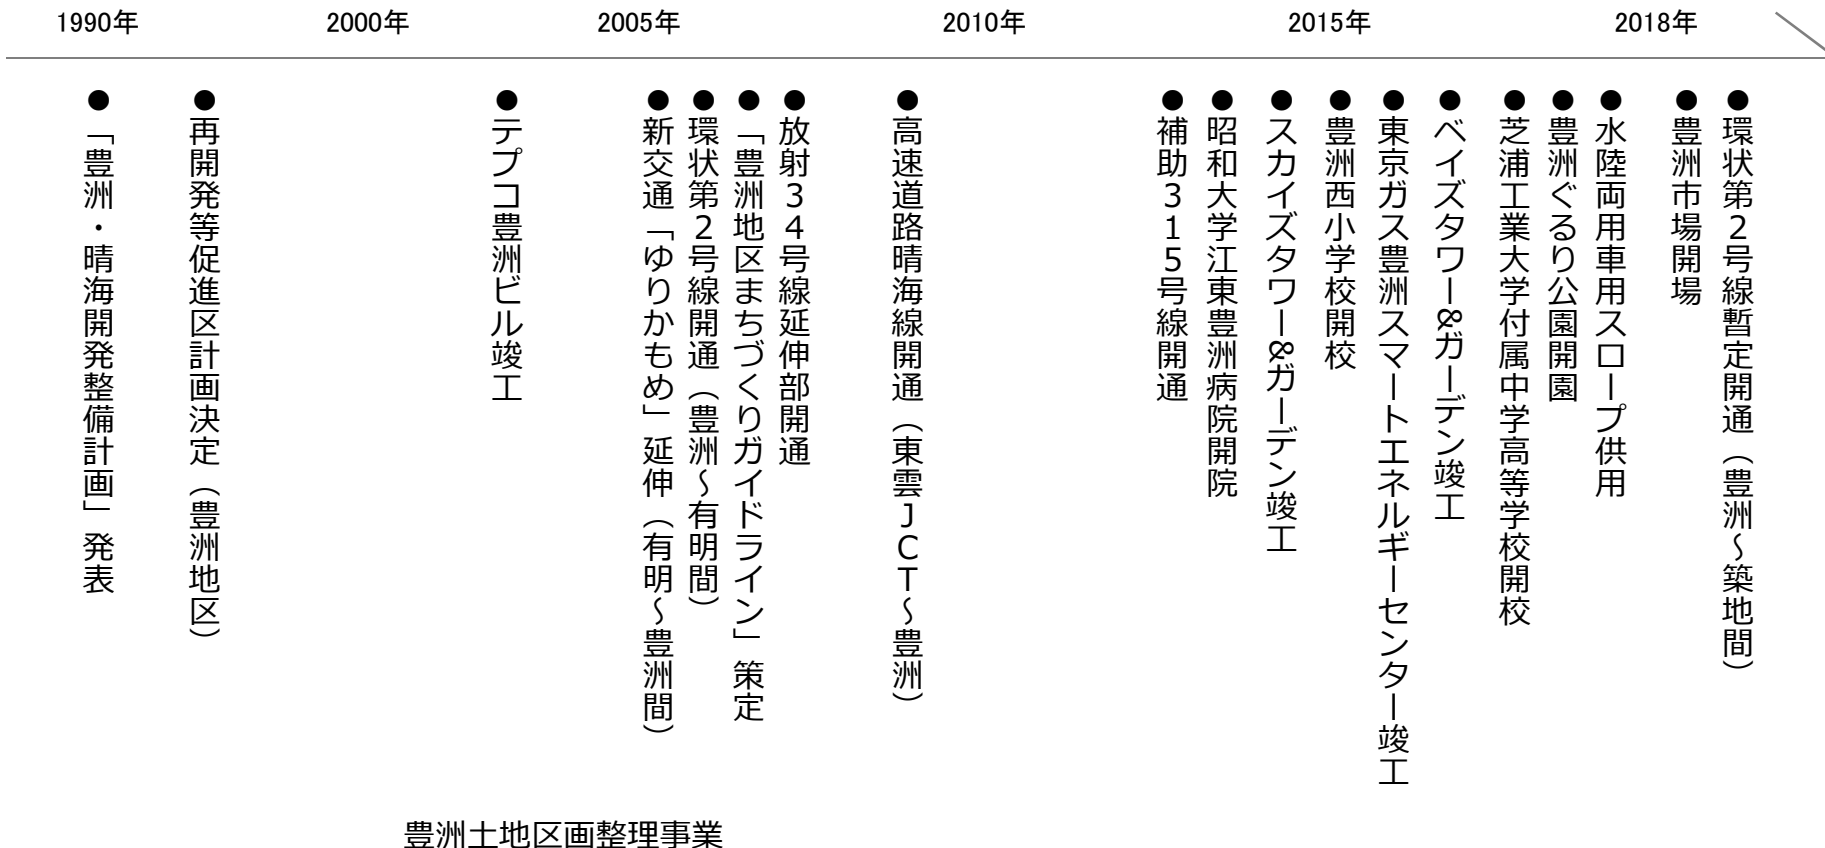 1990年
2000年
2005年
2010年
2015年
2018年
●「豊洲・晴海開発整備計画」発表
●再開発等促進区計画決定（豊洲地区）
●テプコ豊洲ビル竣工
●新交通「ゆりかもめ」延伸（有明～豊洲間）
●環状第２号線開通（豊洲～有明間）
●「豊洲地区まちづくりガイドライン」策定
●放射３４号線延伸部開通
●高速道路晴海線開通（東雲ＪＣＴ～豊洲）
●補助３１５号線開通
●昭和大学江東豊洲病院開院
●スカイズタワー&ガーデン竣工
●豊洲西小学校開校
●東京ガス豊洲スマートエネルギーセンター竣工
●ベイズタワー&ガーデン竣工
●芝浦工業大学付属中学高等学校開校
●豊洲ぐるり公園開園
●水陸両用車用スロープ供用
●豊洲市場開場
●環状第２号線暫定開通（豊洲～築地間）
豊洲土地区画整理事業